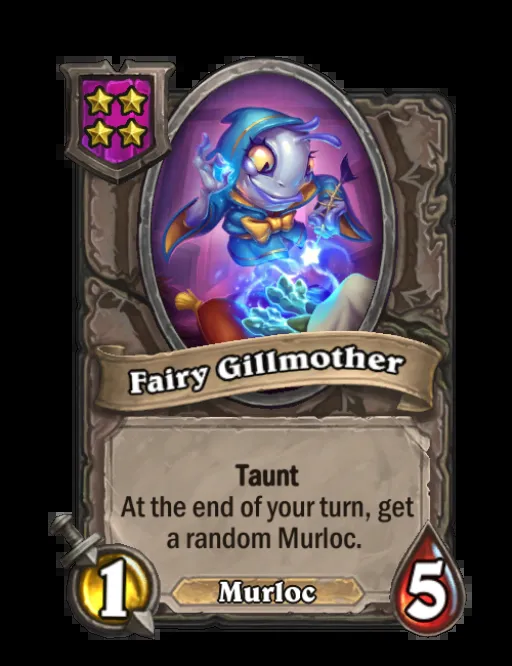 Fairy Gillmother
Taunt
At the end of your turn, get
a random Murloc.
1
Murloc
5